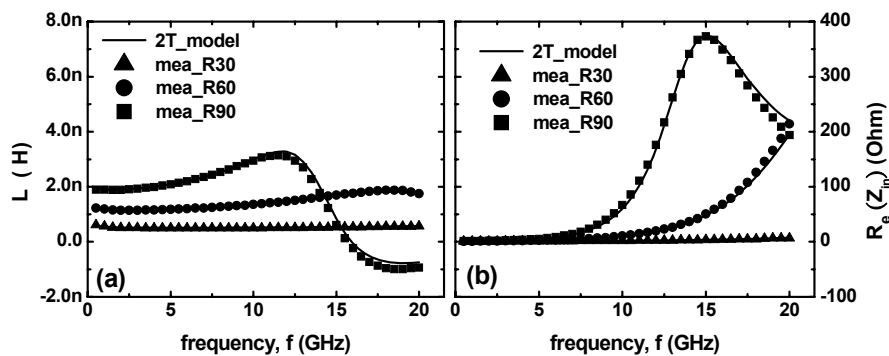 8.0n
6.0n
4.0n
2.0n
0.0
-2.0n
L (H)
2T_model
mea_R30
mea_R60
mea_R90
(a)
0 5 10 15 20
frequency, f (GHz)
2T_model
mea_R30
mea_R60
mea_R90
(b)
0 5 10 15 20
frequency, f (GHz)
400
300
200
100
0
-100
Re(Zin) (Ohm)